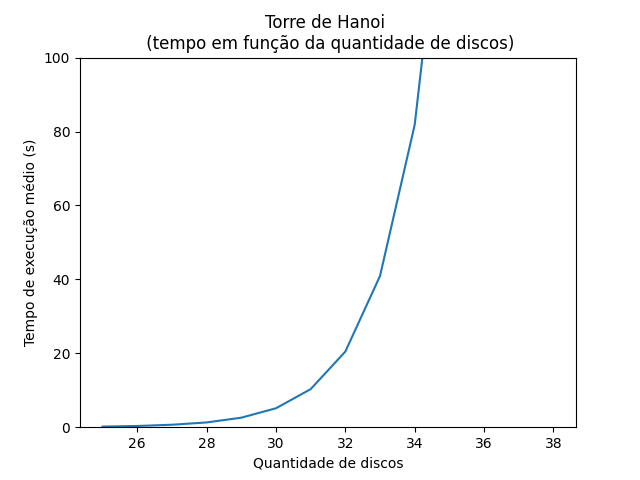 Torre de Hanoi
(tempo em função da quantidade de discos)
100
80
60
40
20
0
Tempo de execução médio (s)
26 28 30 32 34 36 38
Quantidade de discos